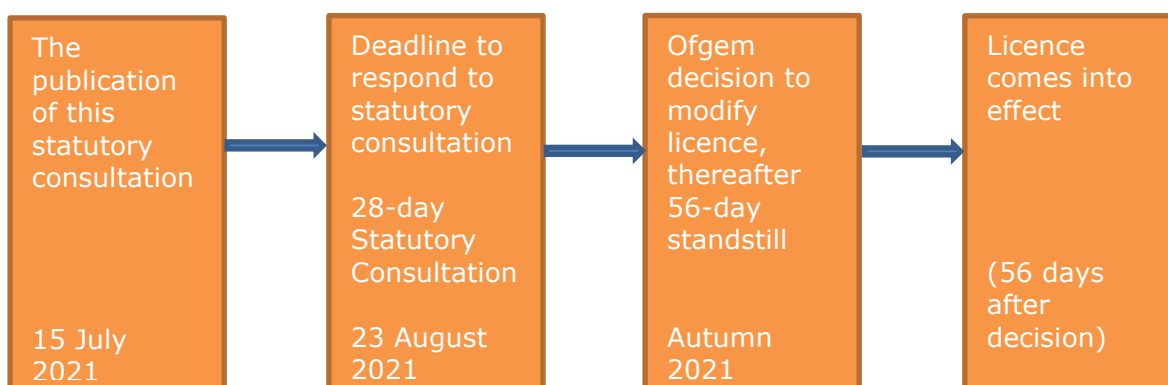 The
publication
of this
statutory
consultation
15 July
2021
Deadline to
respond to
statutory
consultation
28-day
Statutory
Consultation
23 August
2021
Ofgem
decision to
modify
licence,
thereafter
56-day
standstill
Autumn
2021
Licence
comes into
effect
(56 days
after
decision)